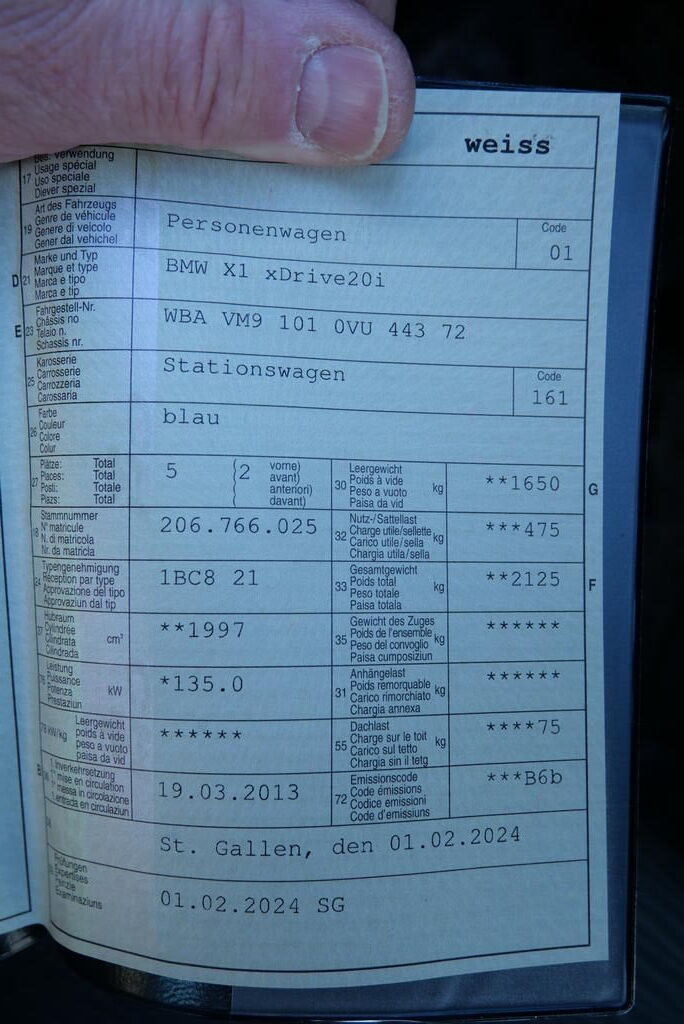 weiss
17 Bes. Verwendung
Usage spécial
Uso speciale
Diever spezial
19 Art des Fahrzeugs
Genre de véhicule
Genere di veicolo
Gener dal vehichel
Personenwagen
Code
01
D 21 Marke und Typ
Marque et type
Marca e tipo
Marca e tip
BMW X1 xDrive20i
E 23 Fahrgestell-Nr.
Châssis no
Telaio n.
Schassis nr.
WBA VM9 101 0VU 443 72
25 Karosserie
Carrosserie
Carrozzeria
Carossaria
Stationswagen
Code
161
26 Farbe
Couleur
Colore
Colur
blau
27 Plätze: Total
Places: Total
Posti: Totale
Plazs: Total
5 (2 vorne)
( avant)
( anteriori)
( davant)
30 Leergewicht
Poids à vide
Peso a vuoto
Paisa da vid
kg
**1650
G
18 Stammnummer
N° matricule
N. di matricola
Nr. da matricla
206.766.025
32 Nutz-/Sattellast
Charge utile/sellette
Carico utile/sella
Chargia utila/sella
kg
***475
24 Typengenehmigung
Réception par type
Approvazione del tipo
Approvaziun dal tip
1BC8 21
33 Gesamtgewicht
Poids total
Peso totale
Paisa totala
kg
**2125
F
37 Hubraum
Cylindrée
Cilindrata
Cilindrada
cm³
**1997
35 Gewicht des Zuges
Poids de l'ensemble
Peso del convoglio
Paisa cumposiziun
kg
******
76 Leistung
Puissance
Potenza
Prestaziun
kW
*135.0
31 Anhängelast
Poids remorquable
Carico rimorchiato
Chargia annexa
kg
******
78 kW/kg Leergewicht
poids à vide
peso a vuoto
paisa da vid
******
55 Dachlast
Charge sur le toit
Carico sul tetto
Chargia sin il tetg
kg
****75
B 1. Inverkehrsetzung
1re mise en circulation
1a messa in circolazione
1. entrada en circulaziun
19.03.2013
72 Emissionscode
Code émissions
Codice emissioni
Code d'emissiuns
***B6b
St. Gallen, den 01.02.2024
Prüfungen
Expertises
Examinaziuns
01.02.2024 SG